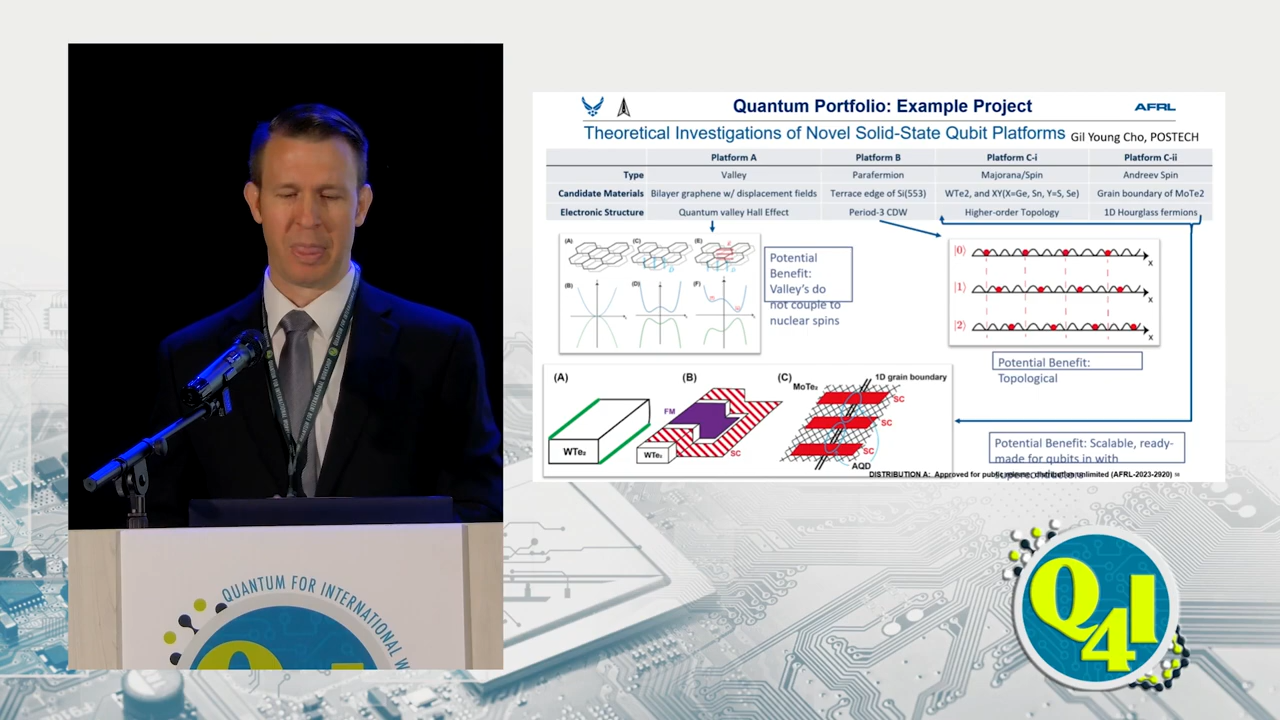 Quantum Portfolio: Example Project
AFRL
Theoretical Investigations of Novel Solid-State Qubit Platforms
Gil Young Cho, POSTECH
Platform A Platform B Platform C-i Platform C-ii
Type Valley Parafermion Majorana/Spin Andreev Spin
Candidate Materials Bilayer graphene w/ displacement fields Terrace edge of Si(553) WTe2, and XY(X=Ge, Sn, Y=S, Se) Grain boundary of MoTe2
Electronic Structure Quantum valley Hall Effect Period-3 CDW Higher-order Topology 1D Hourglass fermions
(A) (C) (E)
(B) (D) (F)
Potential
Benefit:
Valley's do
not couple to
nuclear spins
|0⟩
x
|1⟩
x
|2⟩
x
Potential Benefit:
Topological
(A) (B) (C)
WTe₂
FM
WTe₂
SC
MoTe₂
1D grain boundary
SC
SC
SC
AQD
Potential Benefit: Scalable, ready-
made for qubits in with
superconductors
DISTRIBUTION A: Approved for public release, distribution unlimited (AFRL-2023-2920)
QUANTUM FOR INTERNATIONAL W
Q4I
QUANTUM FOR INTERNATIONAL WORKSHOP
Q4I